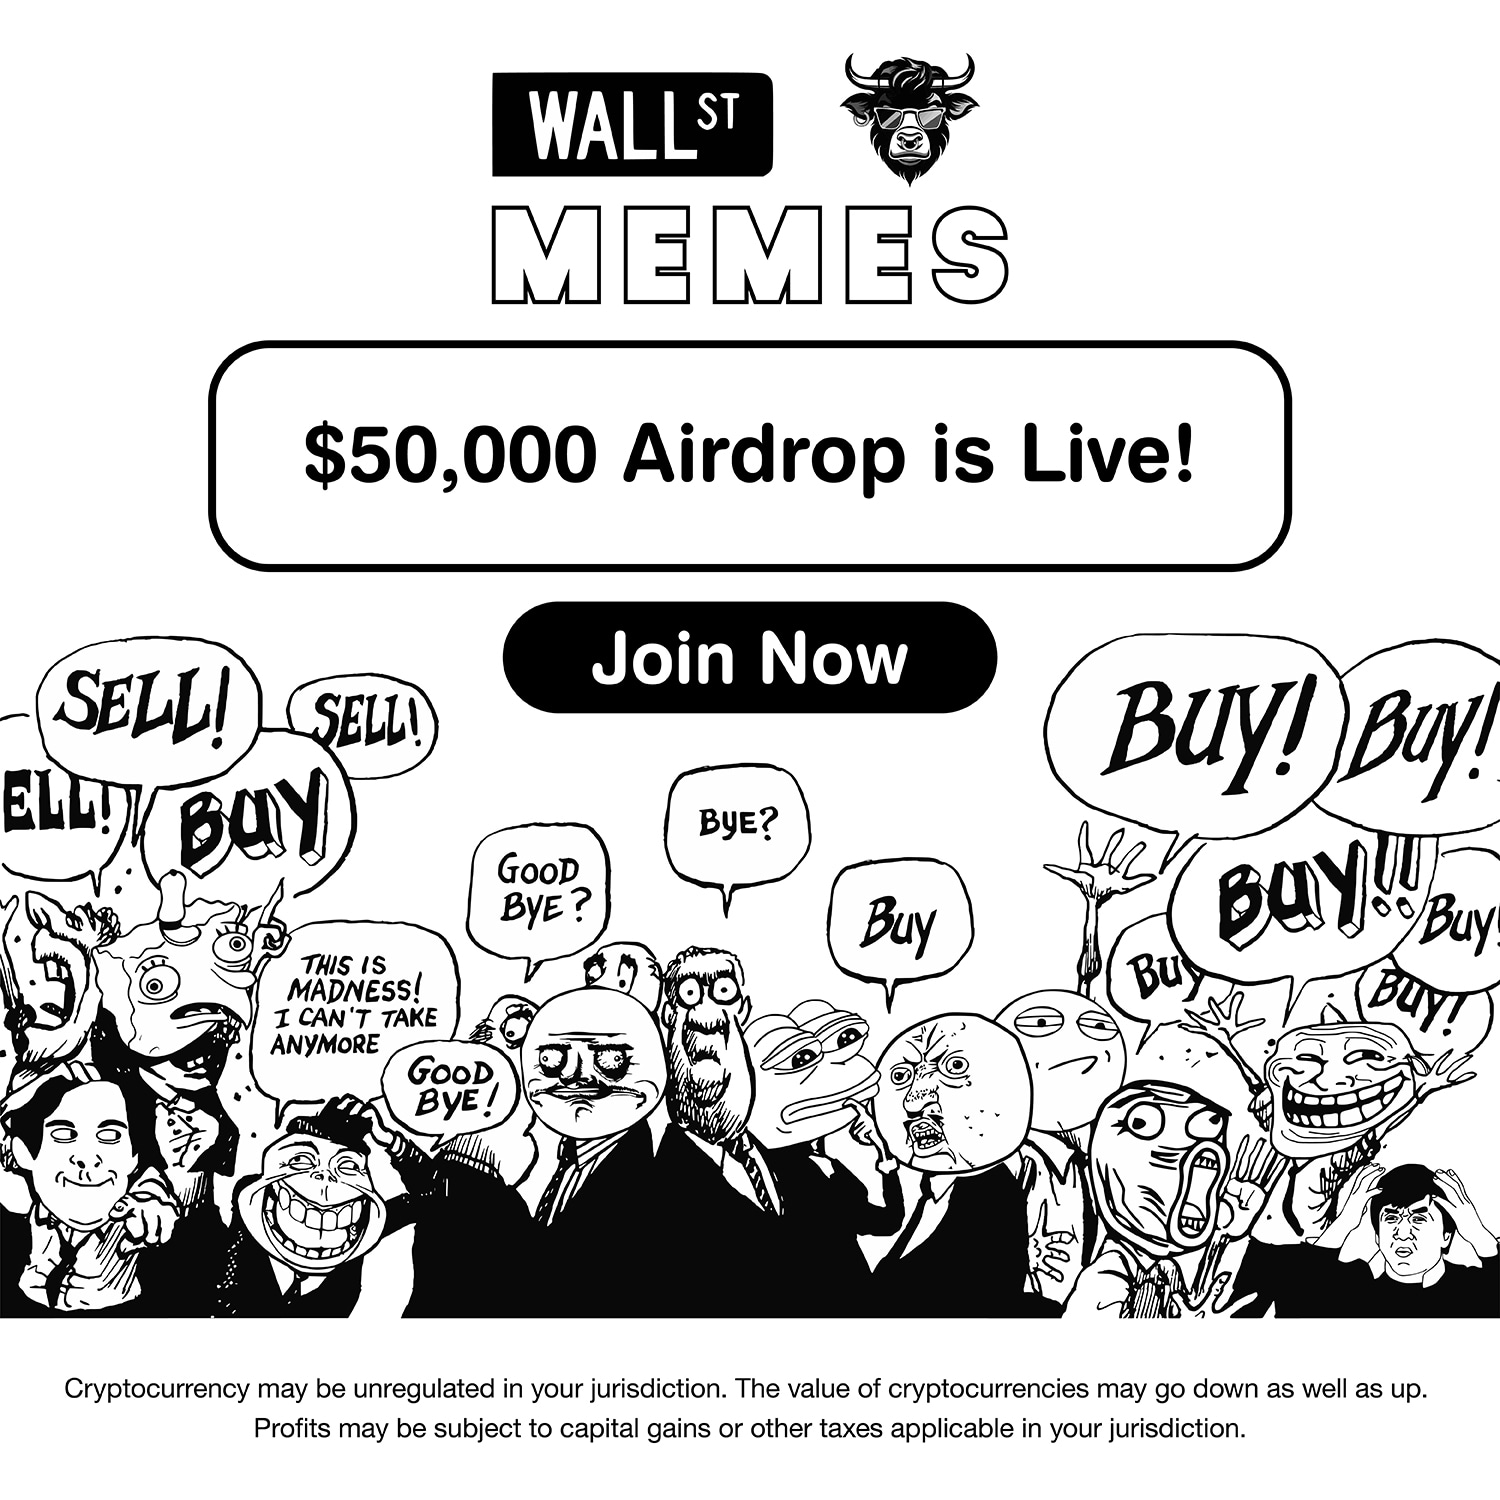 WALL ST
MEMES
$50,000 Airdrop is Live!
Join Now
SELL!
SELL!
ELL!
BUY
GOOD
BYE?
BYE?
BUY
THIS IS
MADNESS!
I CAN'T TAKE
ANYMORE
GOOD
BYE!
BUY!
BUY!
BUY!!
BUY!
BUY
BUY!
Cryptocurrency may be unregulated in your jurisdiction. The value of cryptocurrencies may go down as well as up.
Profits may be subject to capital gains or other taxes applicable in your jurisdiction.